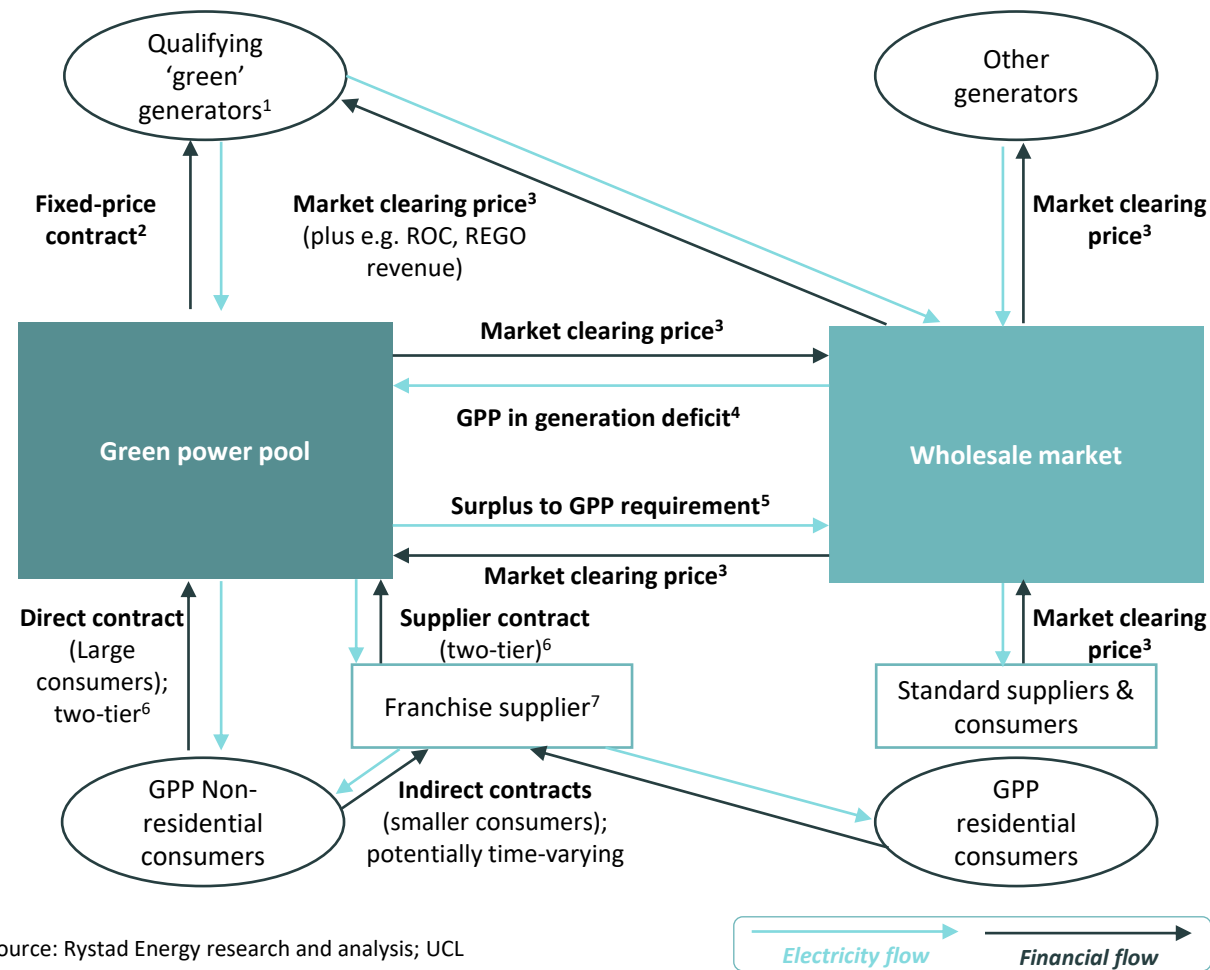 Qualifying
‘green’
generators1
Other
generators
Fixed-price
contract2
Market clearing price3
(plus e.g. ROC, REGO
revenue)
Market clearing
price3
Market clearing price3
GPP in generation deficit4
Green power pool
Wholesale market
Surplus to GPP requirement5
Market clearing price3
Direct contract
(Large
consumers);
two-tier6
Supplier contract
(two-tier)6
Market clearing
price3
Franchise supplier7
Standard suppliers &
consumers
GPP Non-
residential
consumers
Indirect contracts
(smaller consumers);
potentially time-varying
GPP
residential
consumers
ource: Rystad Energy research and analysis; UCL
Electricity flow
Financial flow